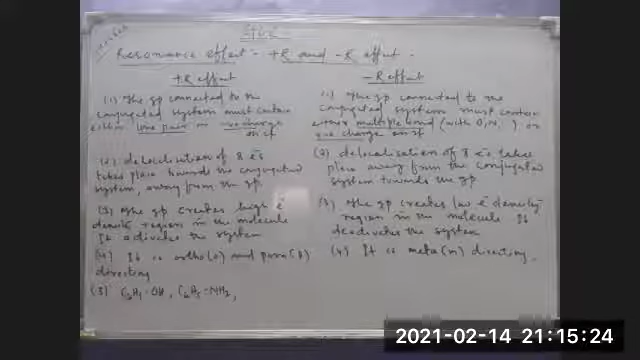 Resonance effect :- +R and -R effect -
+R effect
(1) The gp connected to the
conjugated system must contain
either lone pair or -ve charge
on it
(2) delocalisation of π es
takes place towards the conjugated
system, away from the gp.
(3) The gp creates high e
density region in the molecule
It activates the system
(4) It is ortho(o) and para(p)
directing
(5) C6H5-OH, C6H5-NH2,
-R effect
(1) The gp connected to the
conjugated system must contain
either multiple bond (with O,N, ) or
+ve charge on it
(2) delocalisation of π es takes
place away from the conjugated
system towards the gp
(3) The gp creates low e density
region in the molecule It
deactivates the system
(4) It is meta(m) directing.
2021-02-14 21:15:24